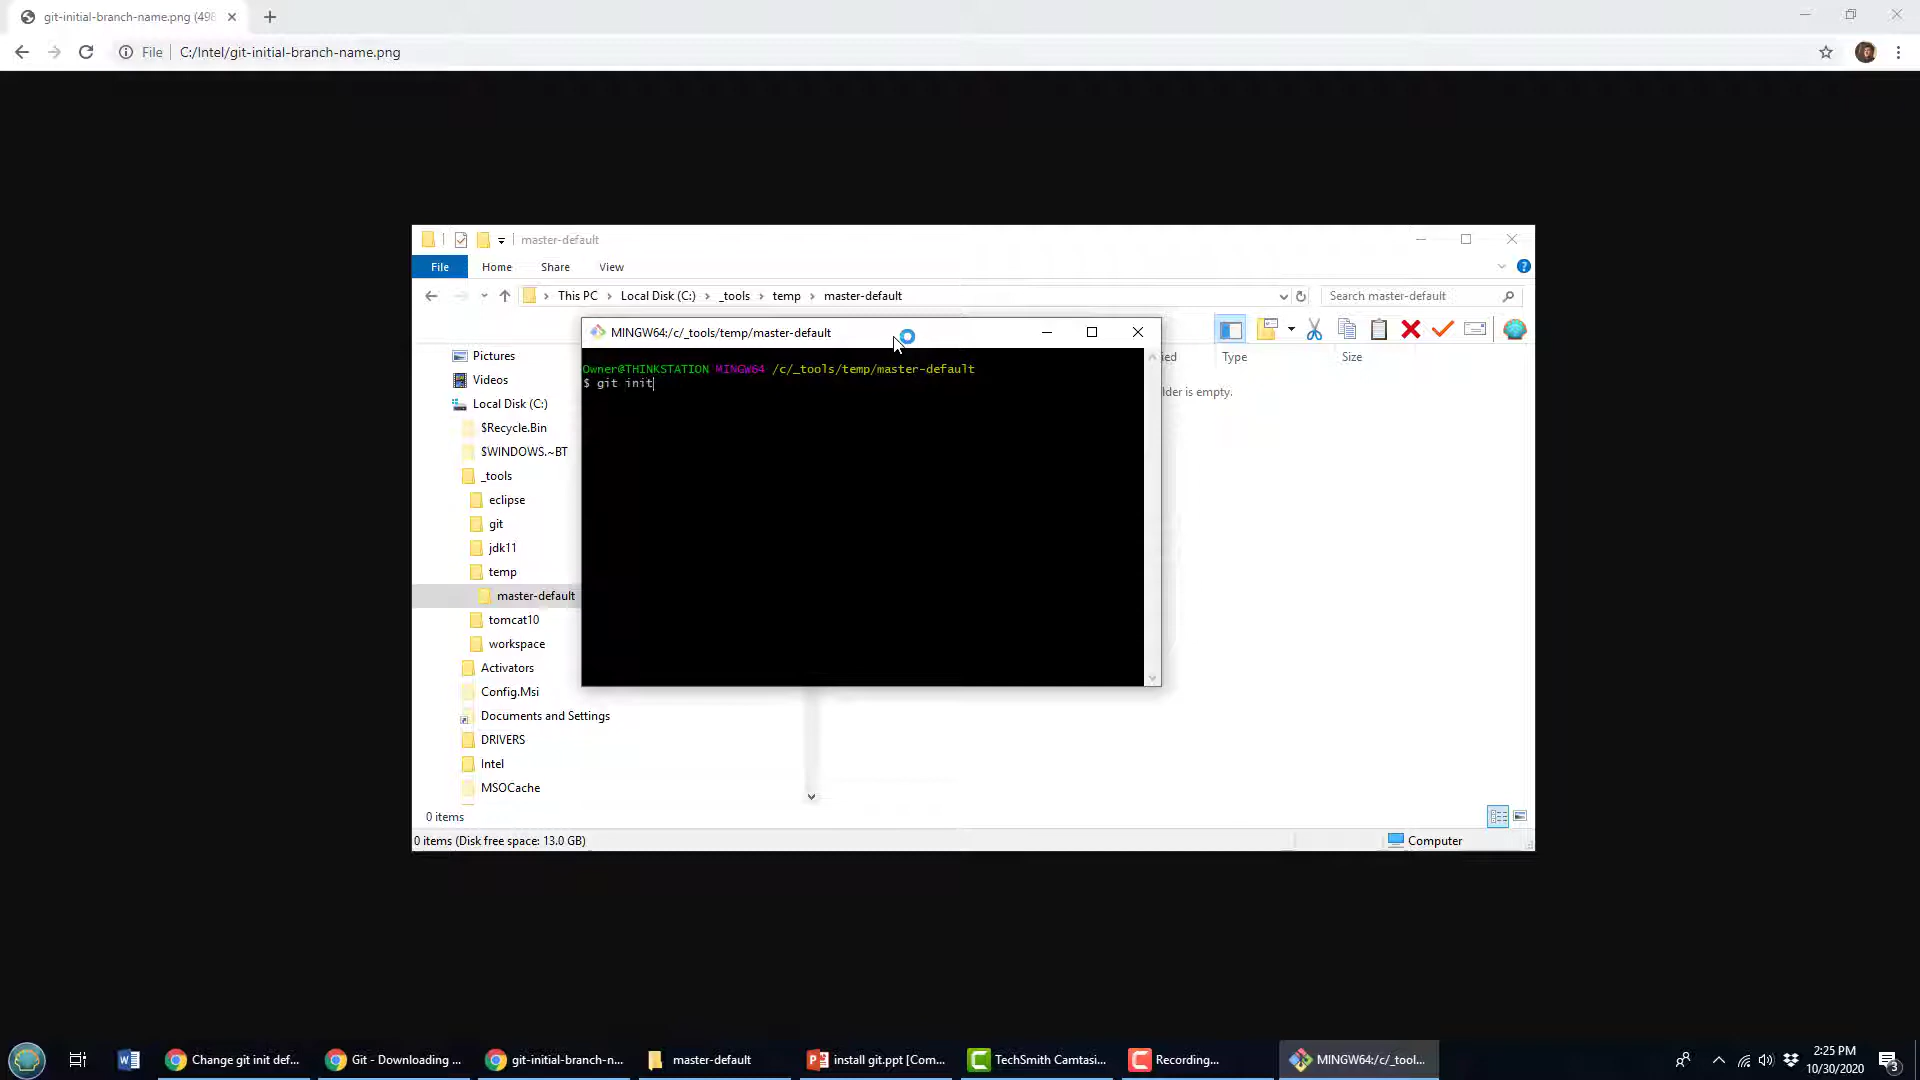 git-initial-branch-name.png (498
File
C:/Intel/git-initial-branch-name.png
master-default
File
Home
Share
View
This PC
Local Disk (C:)
_tools
temp
master-default
Search master-default
MINGW64:/c/_tools/temp/master-default
Owner@THINKSTATION MINGW64 /c/_tools/temp/master-default
$ git init
Type
Size
Pictures
Videos
Local Disk (C:)
$Recycle.Bin
$WINDOWS.~BT
_tools
eclipse
git
jdk11
temp
master-default
tomcat10
workspace
Activators
Config.Msi
Documents and Settings
DRIVERS
Intel
MSOCache
is empty.
0 items
0 items (Disk free space: 13.0 GB)
Computer
Change git init def...
Git - Downloading ...
git-initial-branch-n...
master-default
install git.ppt [Com...
TechSmith Camtasi...
Recording...
MINGW64:/c/_tool...
2:25 PM
10/30/2020
3